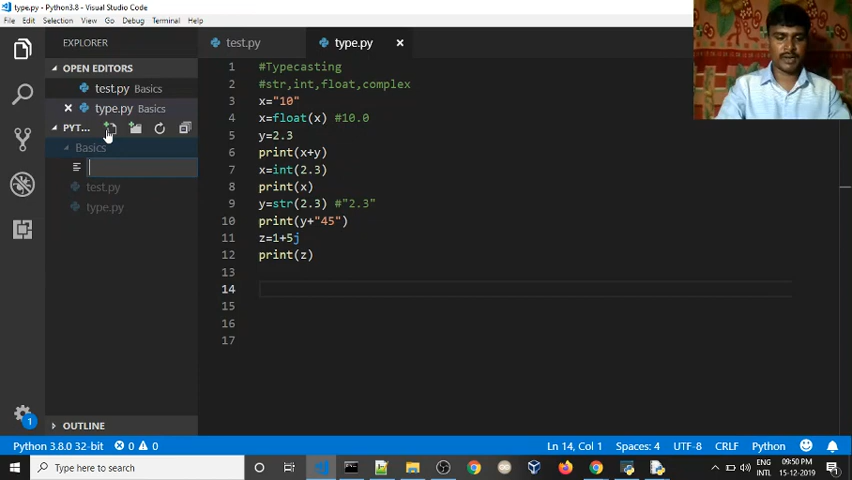 type.py - Python3.8 - Visual Studio Code
File Edit Selection View Go Debug Terminal Help
EXPLORER
test.py
type.py
OPEN EDITORS
test.py Basics
type.py Basics
PYT...
Basics
test.py
type.py
1 #Typecasting
2 #str,int,float,complex
3 x="10"
4 x=float(x) #10.0
5 y=2.3
6 print(x+y)
7 x=int(2.3)
8 print(x)
9 y=str(2.3) #"2.3"
10 print(y+"45")
11 z=1+5j
12 print(z)
13
14
15
16
17
OUTLINE
1
Python 3.8.0 32-bit 0 0 Ln 14, Col 1 Spaces: 4 UTF-8 CRLF Python 1
Type here to search
ENG
INTL
09:50 PM
15-12-2019